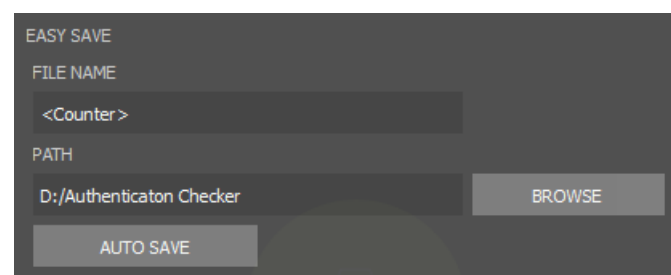 EASY SAVE
FILE NAME
<Counter>
PATH
D:/Authenticaton Checker
BROWSE
AUTO SAVE